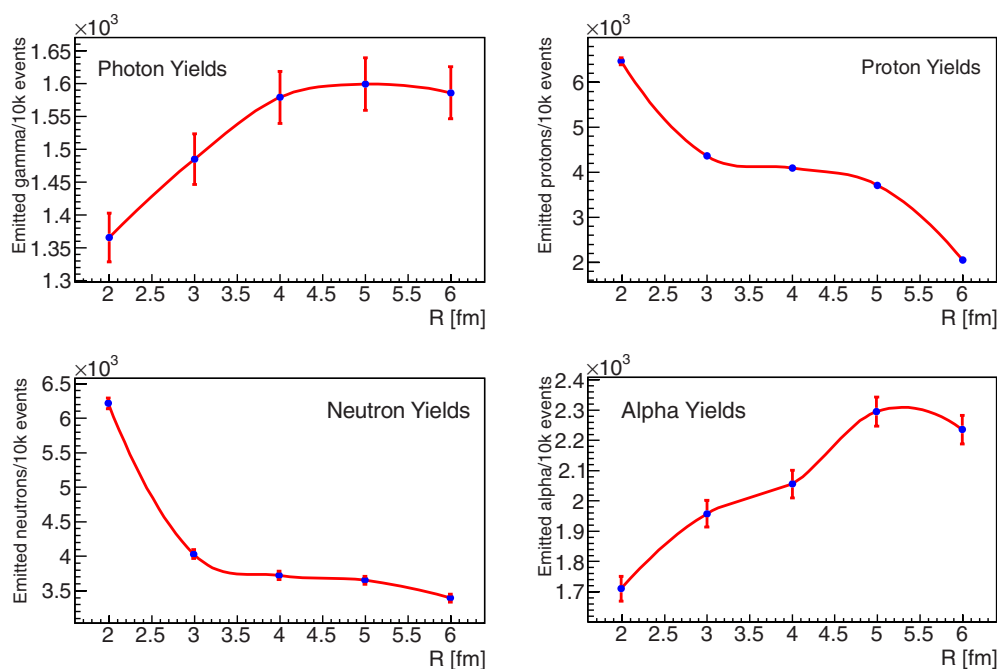 ×10³
Photon Yields
Emitted gamma/10k events
1.65
1.6
1.55
1.5
1.45
1.4
1.35
1.3
2 2.5 3 3.5 4 4.5 5 5.5 6
R [fm]
×10³
Proton Yields
Emitted protons/10k events
6
5
4
3
2
2 2.5 3 3.5 4 4.5 5 5.5 6
R [fm]
×10³
Neutron Yields
Emitted neutrons/10k events
6.5
6
5.5
5
4.5
4
3.5
2 2.5 3 3.5 4 4.5 5 5.5 6
R [fm]
×10³
Alpha Yields
Emitted alpha/10k events
2.4
2.3
2.2
2.1
2
1.9
1.8
1.7
2 2.5 3 3.5 4 4.5 5 5.5 6
R [fm]